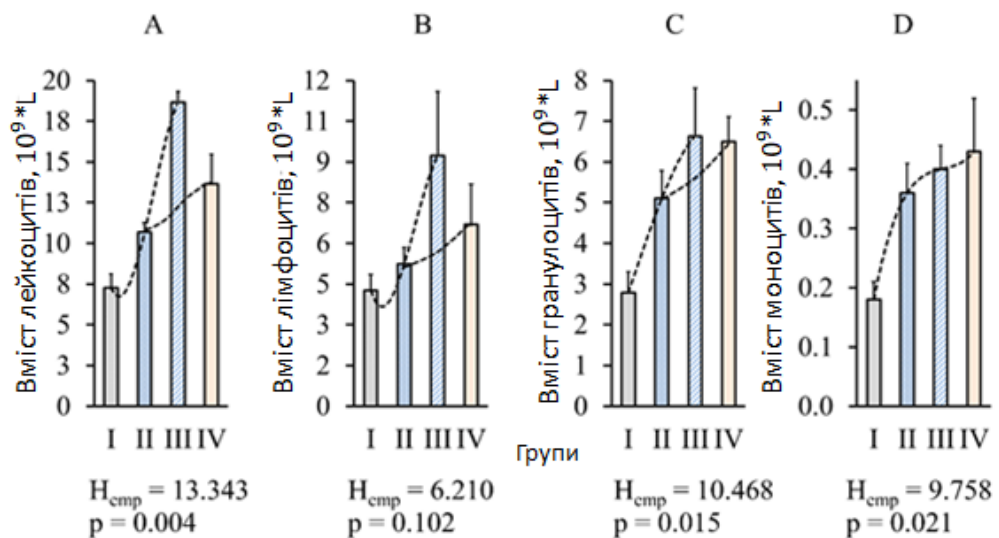 A
B
C
D
Вміст лейкоцитів, 10⁹*L
20
18
15
13
10
8
5
3
0
I II III IV
Вміст лімфоцитів; 10⁹*L
12
11
9
8
6
5
3
2
0
I II III IV
Вміст гранулоцитів, 10⁹*L
8
7
6
5
4
3
2
1
0
I II III IV
Вміст моноцитів, 10⁹*L
0.5
0.4
0.3
0.2
0.1
0.0
I II III IV
Групи
Hcmp = 13.343
p = 0.004
Hcmp = 6.210
p = 0.102
Hcmp = 10.468
p = 0.015
Hcmp = 9.758
p = 0.021